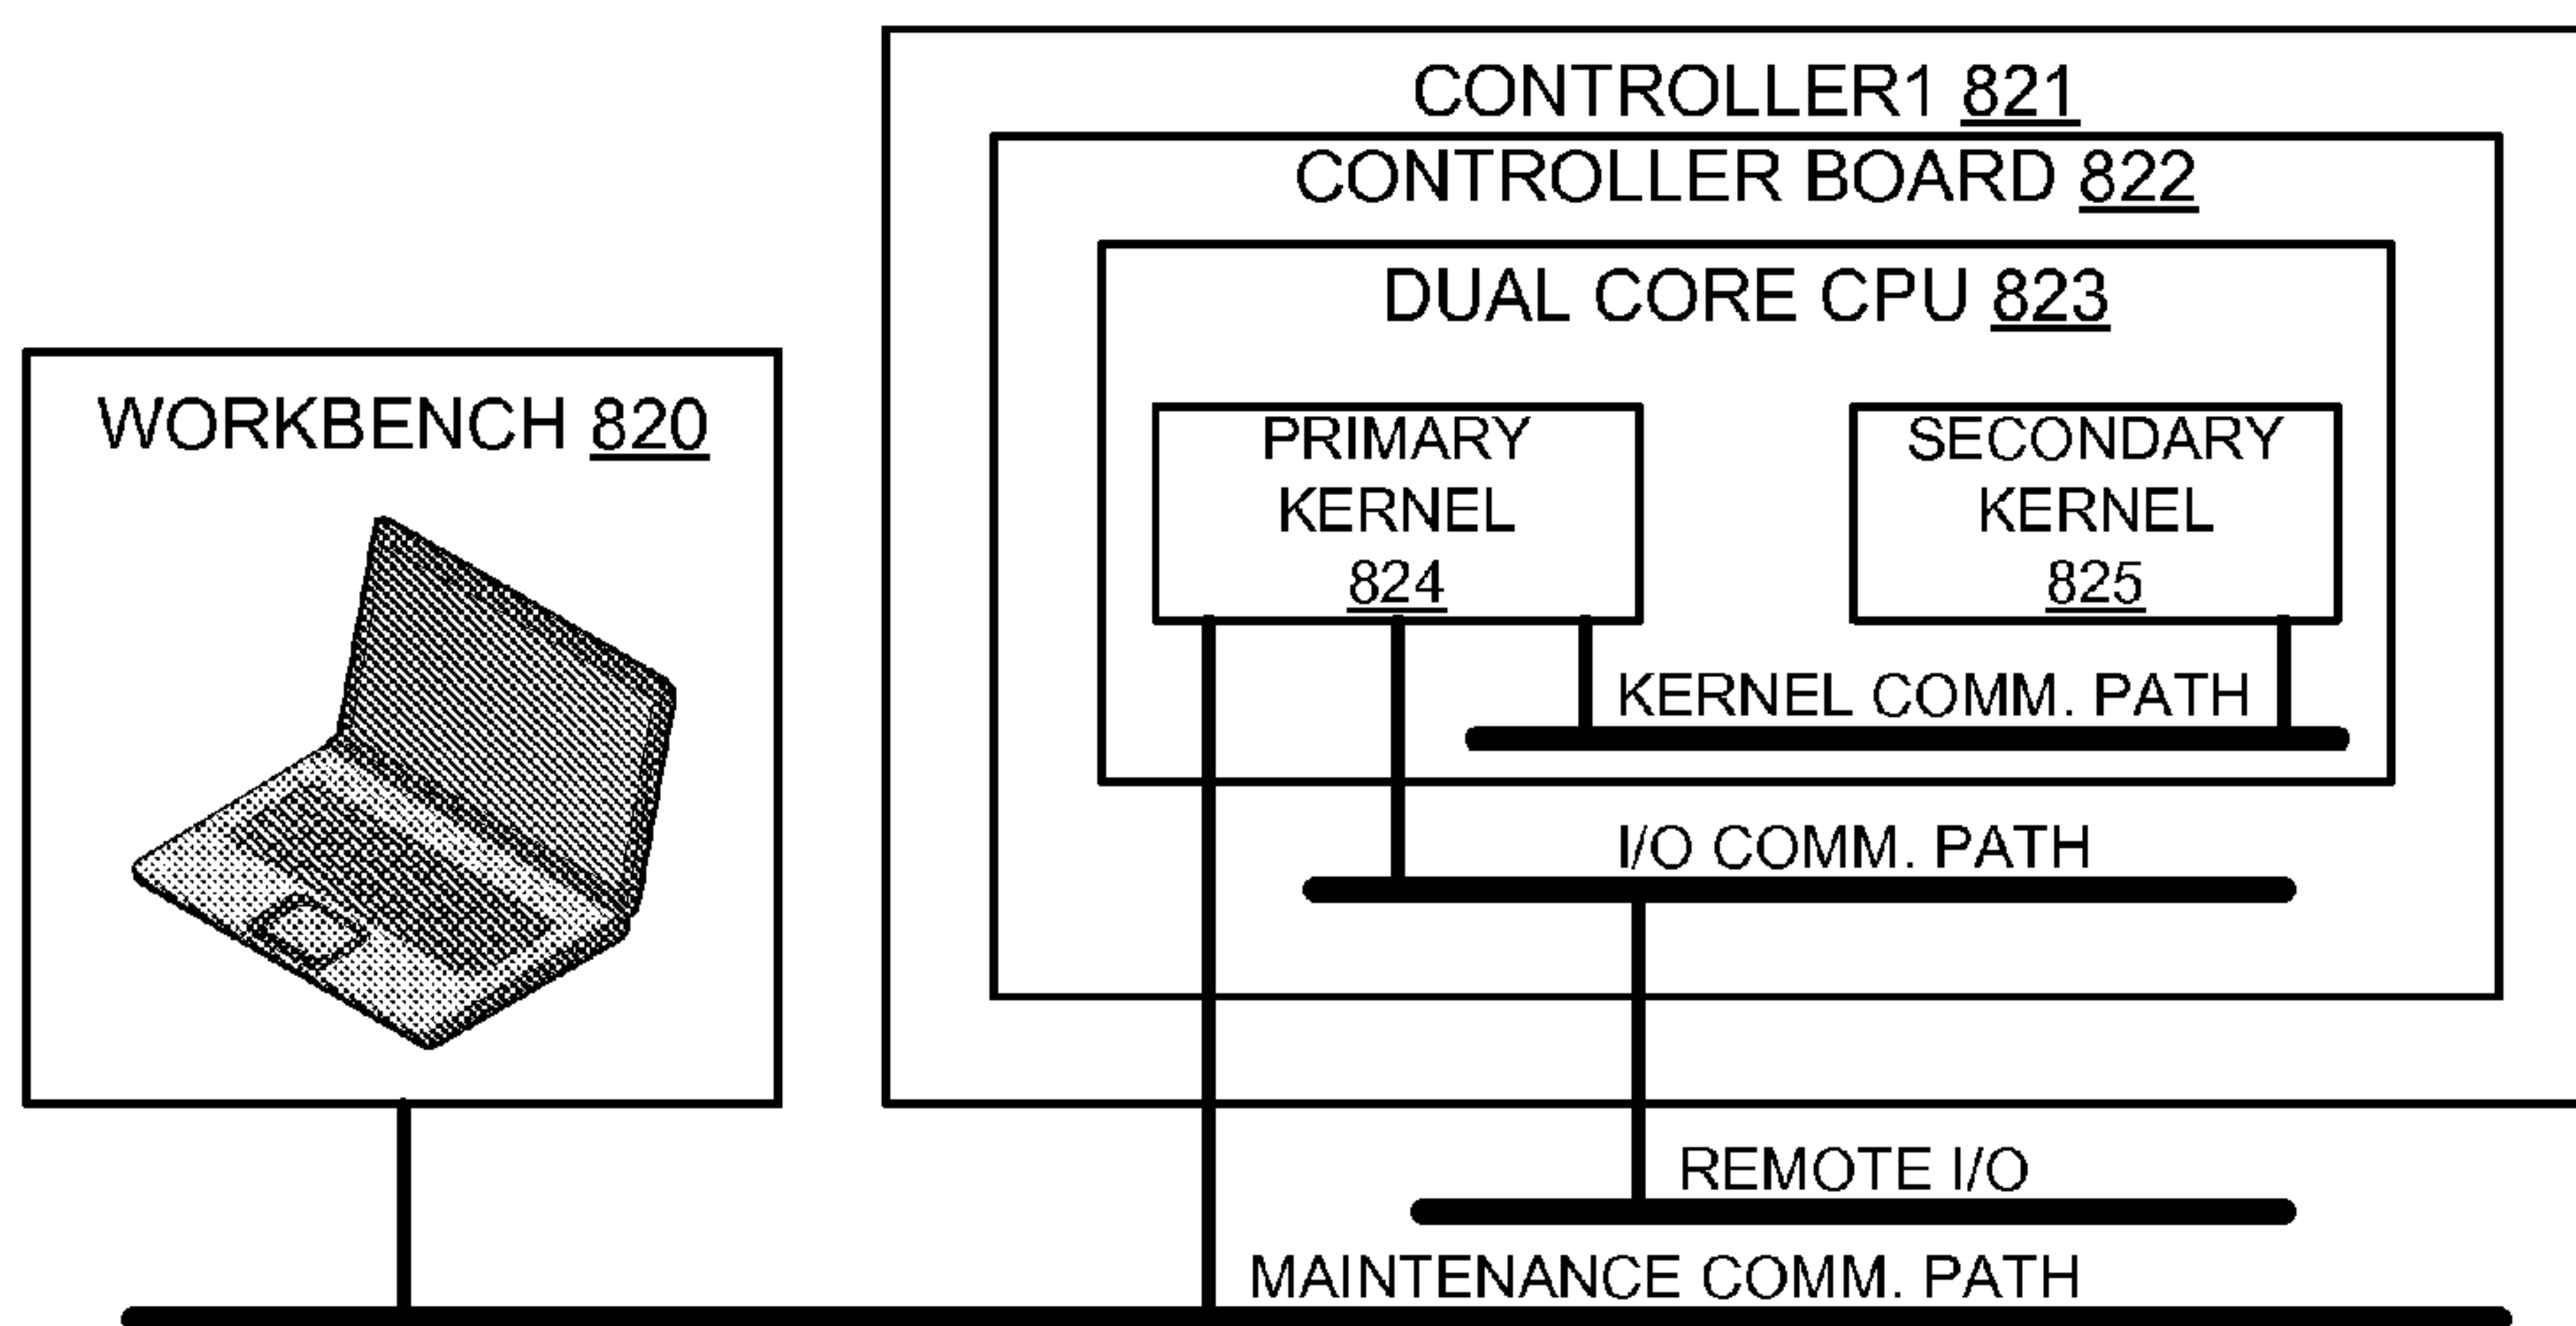 CONTROLLER1 821
CONTROLLER BOARD 822
DUAL CORE CPU 823
WORKBENCH 820
PRIMARY
KERNEL
824
SECONDARY
KERNEL
825
KERNEL COMM. PATH
I/O COMM. PATH
REMOTE I/O
MAINTENANCE COMM. PATH